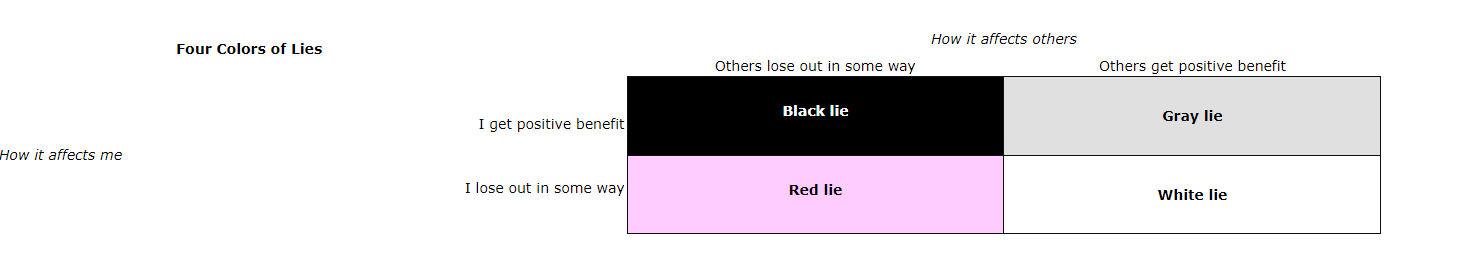 Four Colors of Lies
How it affects others
Others lose out in some way
Others get positive benefit
How it affects me
I get positive benefit
Black lie
Gray lie
I lose out in some way
Red lie
White lie